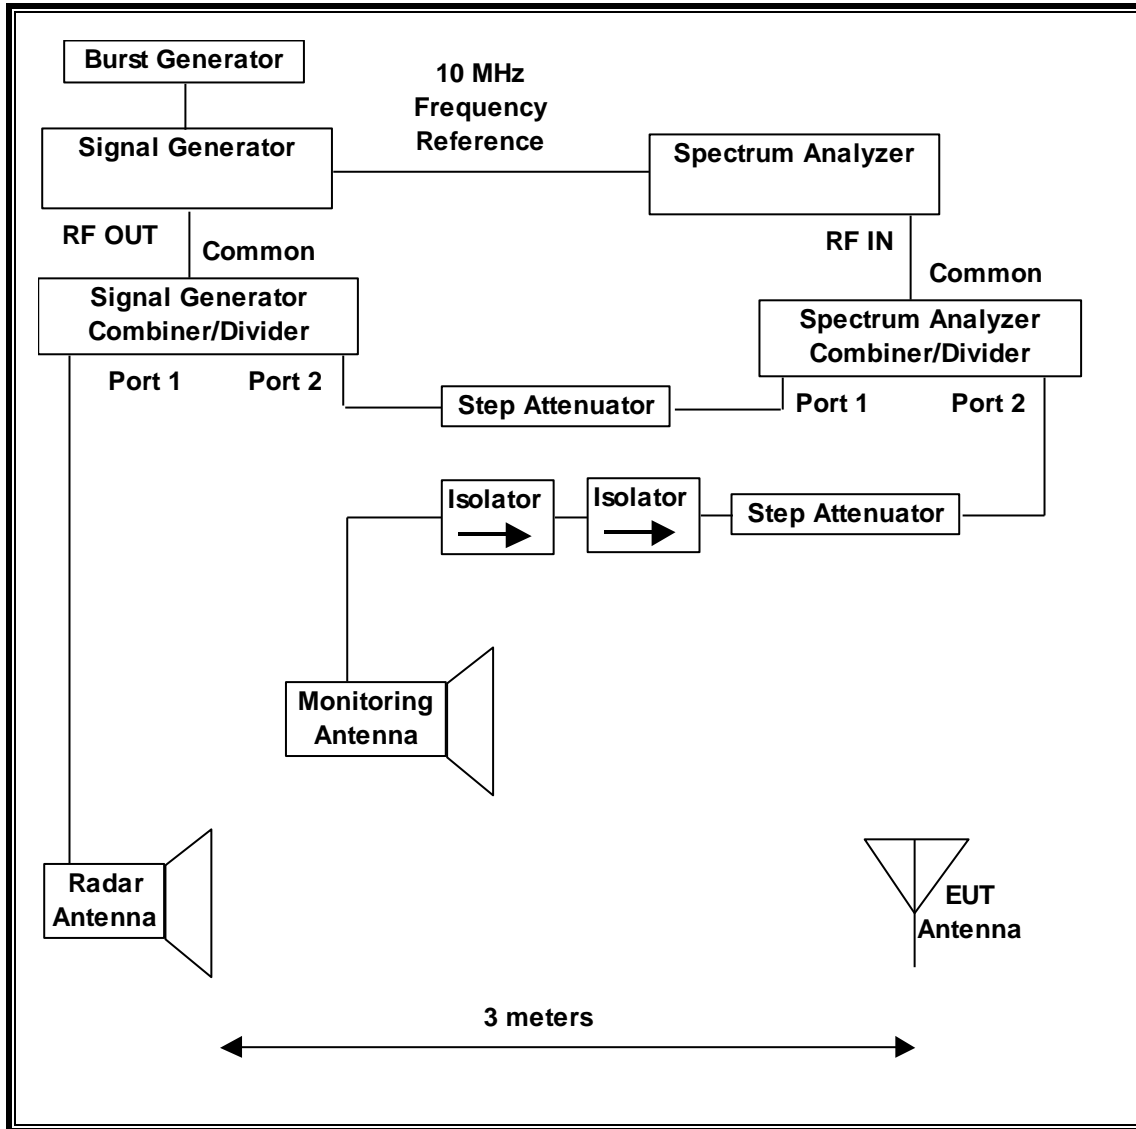 Burst Generator
10 MHz
Frequency
Reference
Signal Generator
Spectrum Analyzer
RF OUT
Common
RF IN
Common
Signal Generator
Combiner/Divider
Spectrum Analyzer
Combiner/Divider
Port 1
Port 2
Step Attenuator
Port 1
Port 2
Isolator
Isolator
Step Attenuator
Monitoring
Antenna
Radar
Antenna
EUT
Antenna
3 meters